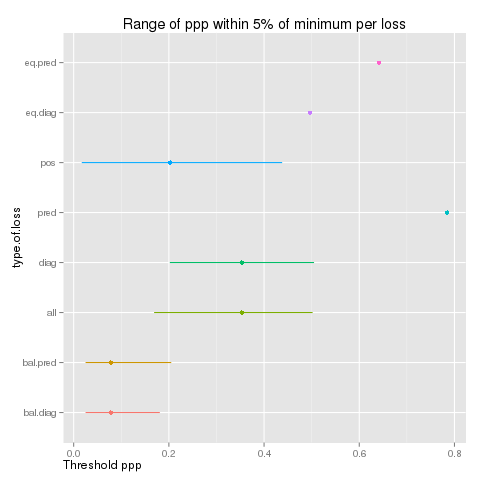 Range of ppp within 5% of minimum per loss
type.of.loss
eq.pred
eq.diag
pos
pred
diag
all
bal.pred
bal.diag
0.0 0.2 0.4 0.6 0.8
Threshold ppp